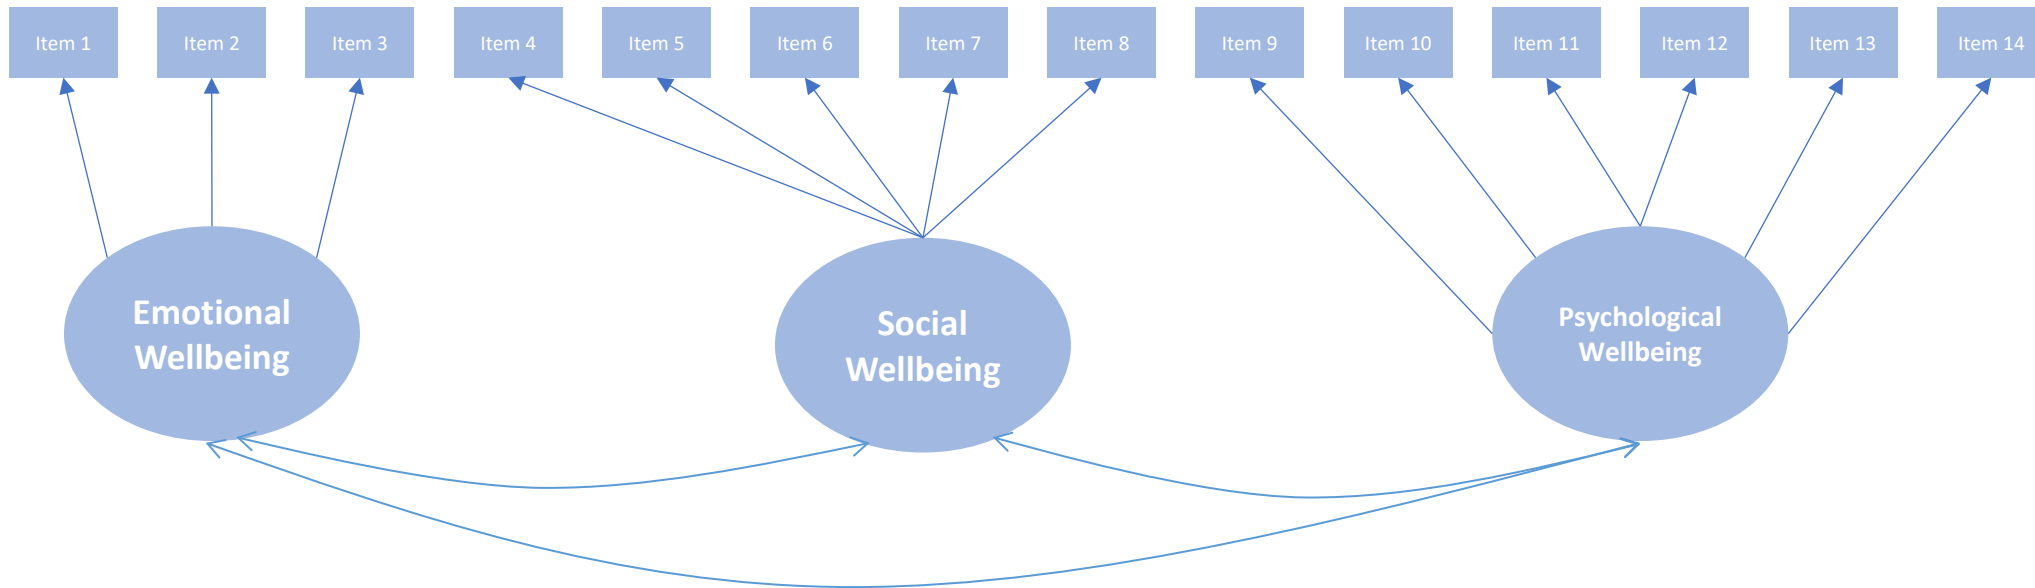 Item 1
Item 2
Item 3
Item 4
Item 5
Item 6
Item 7
Item 8
Item 9
Item 10
Item 11
Item 12
Item 13
Item 14
Emotional
Wellbeing
Social
Wellbeing
Psychological
Wellbeing